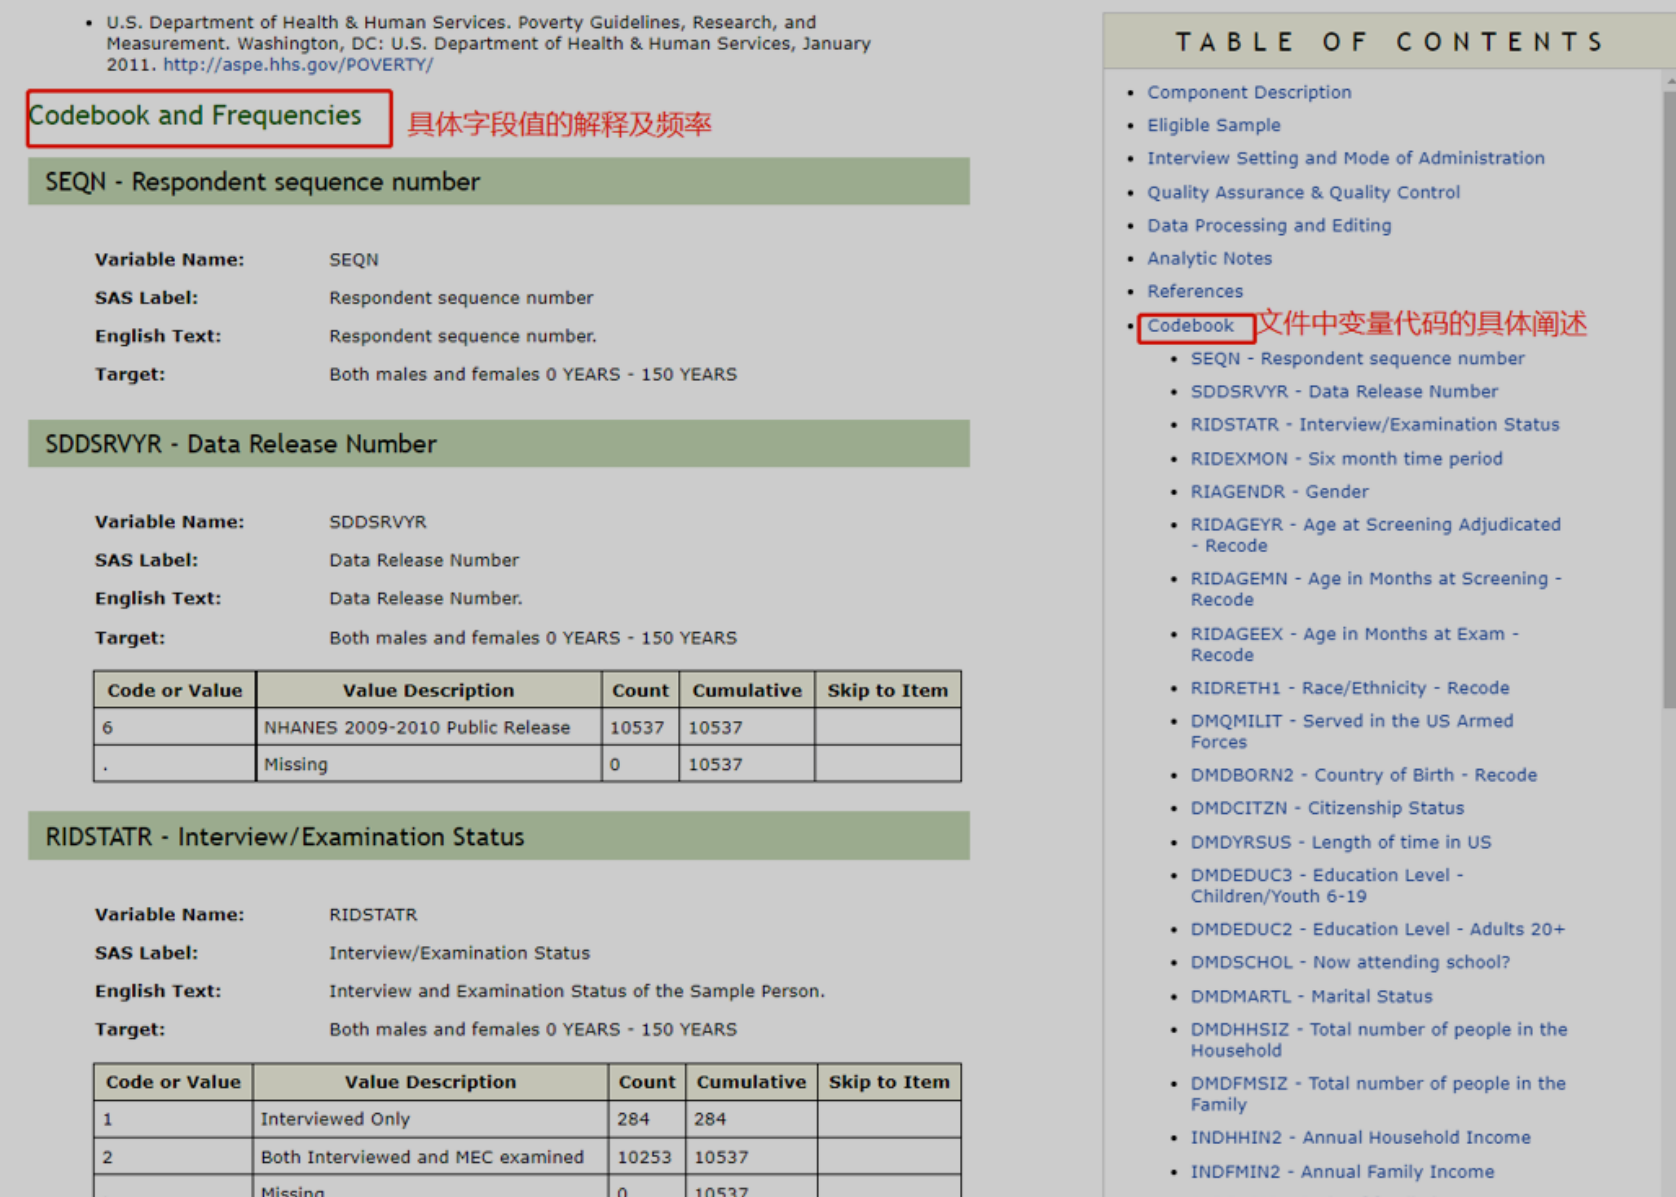 • U.S. Department of Health & Human Services. Poverty Guidelines, Research, and
Measurement. Washington, DC: U.S. Department of Health & Human Services, January
2011. http://aspe.hhs.gov/POVERTY/
Codebook and Frequencies
具体字段值的解释及频率
SEQN - Respondent sequence number
Variable Name: SEQN
SAS Label: Respondent sequence number
English Text: Respondent sequence number.
Target: Both males and females 0 YEARS - 150 YEARS
SDDSRVYR - Data Release Number
Variable Name: SDDSRVYR
SAS Label: Data Release Number
English Text: Data Release Number.
Target: Both males and females 0 YEARS - 150 YEARS
Code or Value Value Description Count Cumulative Skip to Item
6 NHANES 2009-2010 Public Release 10537 10537
. Missing 0 10537
RIDSTATR - Interview/Examination Status
Variable Name: RIDSTATR
SAS Label: Interview/Examination Status
English Text: Interview and Examination Status of the Sample Person.
Target: Both males and females 0 YEARS - 150 YEARS
Code or Value Value Description Count Cumulative Skip to Item
1 Interviewed Only 284 284
2 Both Interviewed and MEC examined 10253 10537
Missing 0 10537
TABLE OF CONTENTS
• Component Description
• Eligible Sample
• Interview Setting and Mode of Administration
• Quality Assurance & Quality Control
• Data Processing and Editing
• Analytic Notes
• References
• Codebook 文件中变量代码的具体阐述
• SEQN - Respondent sequence number
• SDDSRVYR - Data Release Number
• RIDSTATR - Interview/Examination Status
• RIDEXMON - Six month time period
• RIAGENDR - Gender
• RIDAGEYR - Age at Screening Adjudicated
- Recode
• RIDAGEMN - Age in Months at Screening -
Recode
• RIDAGEEX - Age in Months at Exam -
Recode
• RIDRETH1 - Race/Ethnicity - Recode
• DMQMILIT - Served in the US Armed
Forces
• DMDBORN2 - Country of Birth - Recode
• DMDCITZN - Citizenship Status
• DMDYRSUS - Length of time in US
• DMDEDUC3 - Education Level -
Children/Youth 6-19
• DMDEDUC2 - Education Level - Adults 20+
• DMDSCHOL - Now attending school?
• DMDMARTL - Marital Status
• DMDHHSIZ - Total number of people in the
Household
• DMDFMSIZ - Total number of people in the
Family
• INDHHIN2 - Annual Household Income
• INDFMIN2 - Annual Family Income